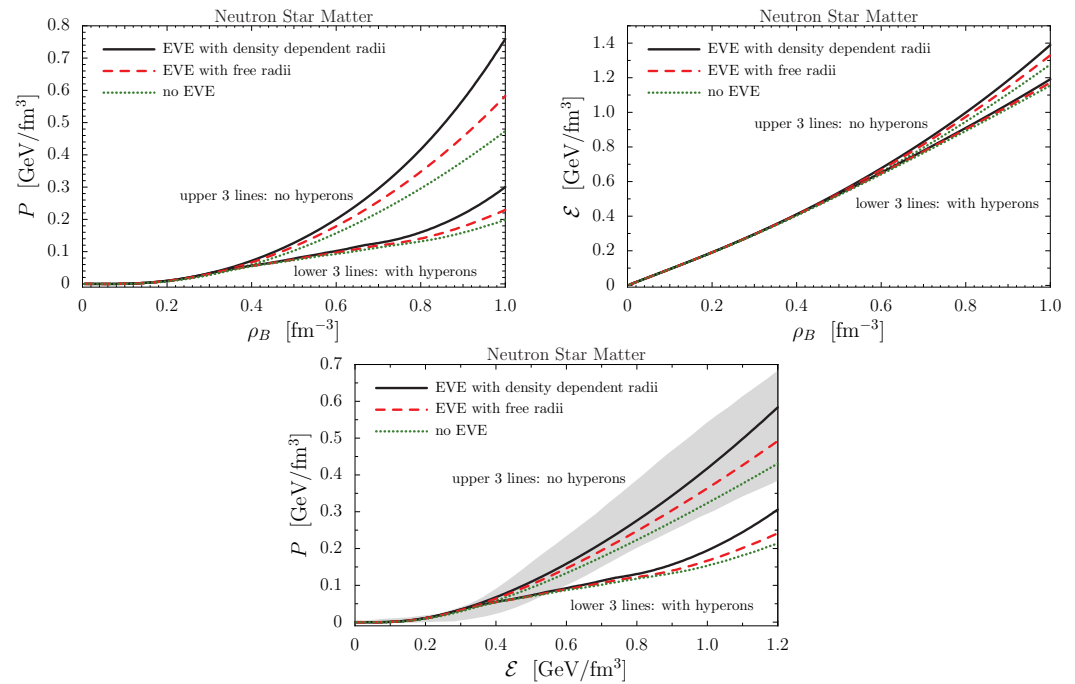 Neutron Star Matter
EVE with density dependent radii
EVE with free radii
no EVE
upper 3 lines: no hyperons
lower 3 lines: with hyperons
P [GeV/fm³]
0.8
0.7
0.6
0.5
0.4
0.3
0.2
0.1
0
0 0.2 0.4 0.6 0.8 1.0
ρ_B [fm⁻³]
Neutron Star Matter
EVE with density dependent radii
EVE with free radii
no EVE
upper 3 lines: no hyperons
lower 3 lines: with hyperons
ℰ [GeV/fm³]
1.4
1.2
1.0
0.8
0.6
0.4
0.2
0
0 0.2 0.4 0.6 0.8 1.0
ρ_B [fm⁻³]
Neutron Star Matter
EVE with density dependent radii
EVE with free radii
no EVE
upper 3 lines: no hyperons
lower 3 lines: with hyperons
P [GeV/fm³]
0.7
0.6
0.5
0.4
0.3
0.2
0.1
0
0 0.2 0.4 0.6 0.8 1.0 1.2
ℰ [GeV/fm³]